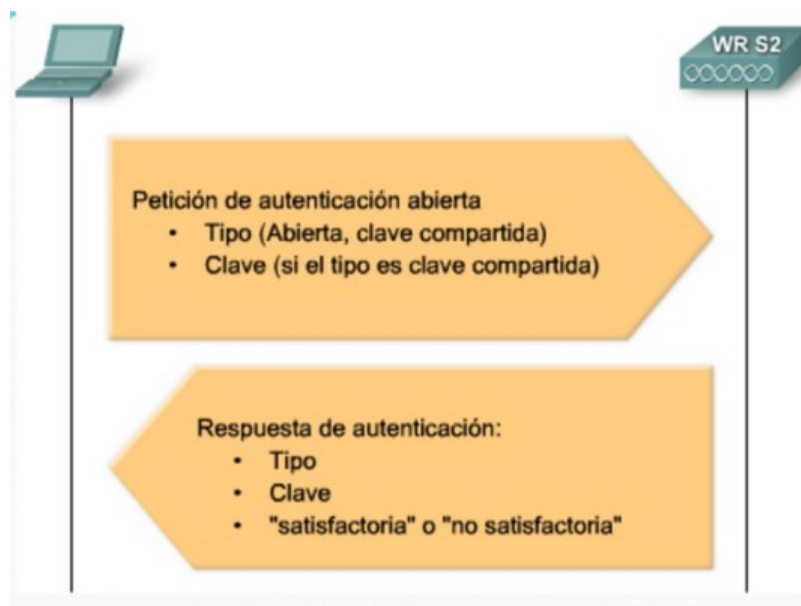 WR S2
Petición de autenticación abierta
• Tipo (Abierta, clave compartida)
• Clave (si el tipo es clave compartida)
Respuesta de autenticación:
• Tipo
• Clave
• "satisfactoria" o "no satisfactoria"